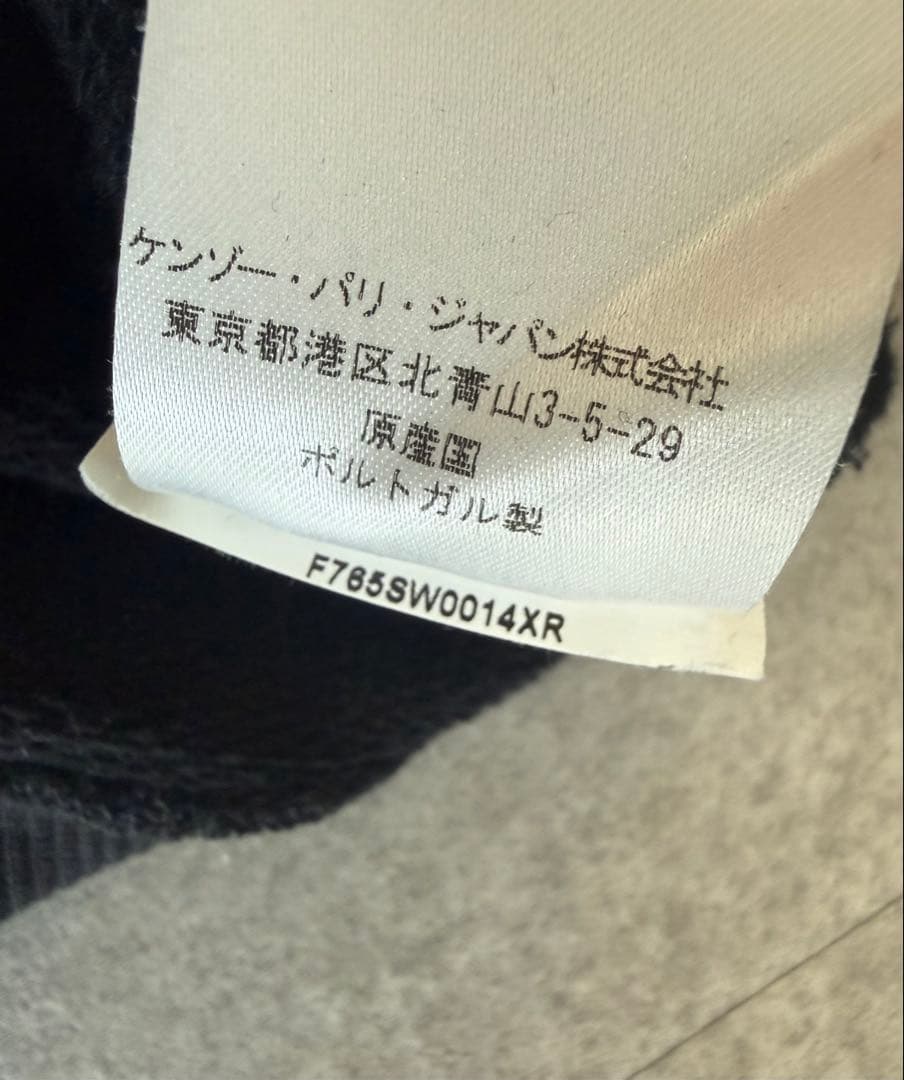 ケンゾー・パリ・ジャパン株式会社
東京都港区北青山3-5-29
原産国
ポルトガル製
F765SW0014XR